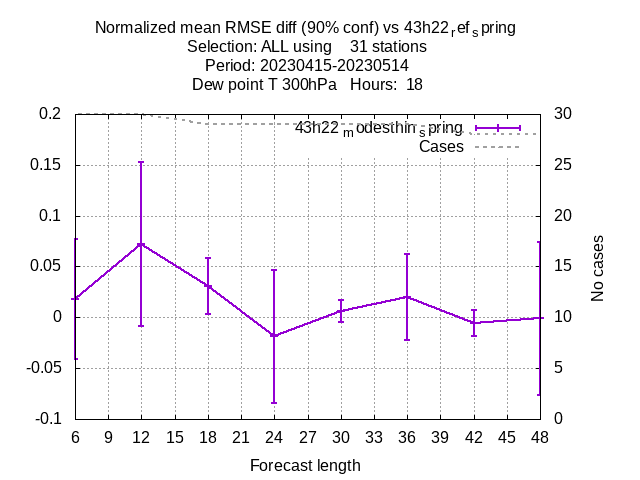 Normalized mean RMSE diff (90% conf) vs 43h22refspring
Selection: ALL using 31 stations
Period: 20230415-20230514
Dew point T 300hPa Hours: 18
0.2 30
43h22modesthinspring
Cases
0.15 25
0.1 20
0.05 15
0 10
-0.05 5
-0.1 0
No cases
6 9 12 15 18 21 24 27 30 33 36 39 42 45 48
Forecast length